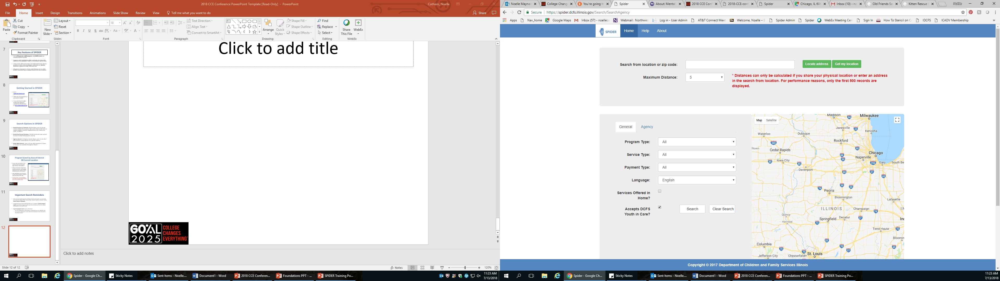 2018 CCE Conference PowerPoint Template [Read-Only] - PowerPoint
Cothern, Noelle
File Home Insert Design Transitions Animations Slide Show Review View Tell me what you want to do
Share
Paste
Cut
Copy
Format Painter
Clipboard
New Slide
Layout
Reset
Section
Slides
18
Font
Text Direction
Align Text
Convert to SmartArt
Paragraph
Arrange
Quick Styles
Shape Fill
Shape Outline
Shape Effects
Drawing
Find
Replace
Select
Editing
Share This File
WebEx
WebEx
7
Key Features of SPIDER
8
Getting Started in SPIDER
9
Search Options in SPIDER
10
Program Search by Area of Interest
OR Current Location
11
Important Search Reminders
12
Click to add title
GOAL
2025
COLLEGE
CHANGES
EVERYTHING
Click to add notes
Slide 12 of 12
Notes
120%
Spider - Google Ch...
Sticky Notes
Sent Items - Noelle....
Document1 - Word
2018 CCE Conferen...
Foundations PPT - ...
SPIDER Training Po...
11:23 AM
7/13/2018
Noelle Maynar
College Chang
You're going to
Spider
About: Mental
2018 CCE Conf
2018-CCE-conf
Spider
Chicago, IL 606
Inbox (10) - no
Old Friends Se
Kitten Rescue
Noelle
Secure https://spider.dcfs.illinois.gov/Search/SearchAgency
Apps
Nav_home
Google Maps
Inbox (57) - noellecc
Webmail : Northwes
Log in - User Admin
AT&T Connect Meet
Welcome, Noelle – E
Spider Admin
Spider
WebEx Meeting Cen
Sign In
How To Stencil on C
IDCFS
ICADV Membership
SPIDER
Home
Help
About
Search from location or zip code:
Locate address
Get my location
Maximum Distance:
5
* Distances can only be calculated if you share your physical location or enter an address
in the search from location. For performance reasons, only the first 500 records are
displayed.
General
Agency
Program Type:
All
Service Type:
All
Payment Type:
All
Language:
English
Services Offered in
Home?
Accepts DCFS
Youth in Care?
Search
Clear Search
Map
Satellite
Madison
Milwaukee
Janesville
Kenosha
Waterloo
Dubuque
Rockford
Cedar Rapids
Chicago
Naperville
Iowa City
Gary
South Be
Davenport
Peoria
Bloomington
Lafayette
ILLINOIS
Champaign
IN
Quincy
Hannibal
Springfield
Decatur
Terre Haute
Bloomin
Columbia
Jefferson City
Chesterfield
St. Louis
Copyright © 2017 Department of Children and Family Services Illinois
Spider - Google Ch...
Sticky Notes
Sent Items - Noelle....
Document1 - Word
2018 CCE Conferen...
Foundations PPT - ...
SPIDER Training Po...
11:23 AM
7/13/2018